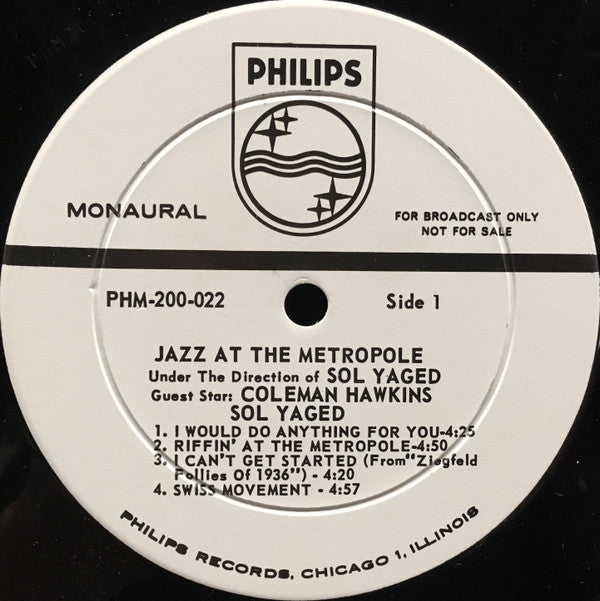 PHILIPS
MONAURAL
FOR BROADCAST ONLY
NOT FOR SALE
PHM-200-022
Side 1
JAZZ AT THE METROPOLE
Under The Direction of SOL YAGED
Guest Star: COLEMAN HAWKINS
SOL YAGED
1. I WOULD DO ANYTHING FOR YOU-4:25
2. RIFFIN' AT THE METROPOLE-4:50
3. I CAN'T GET STARTED (From"Ziegfeld
Follies Of 1936") - 4:20
4. SWISS MOVEMENT - 4:57
PHILIPS RECORDS, CHICAGO 1, ILLINOIS